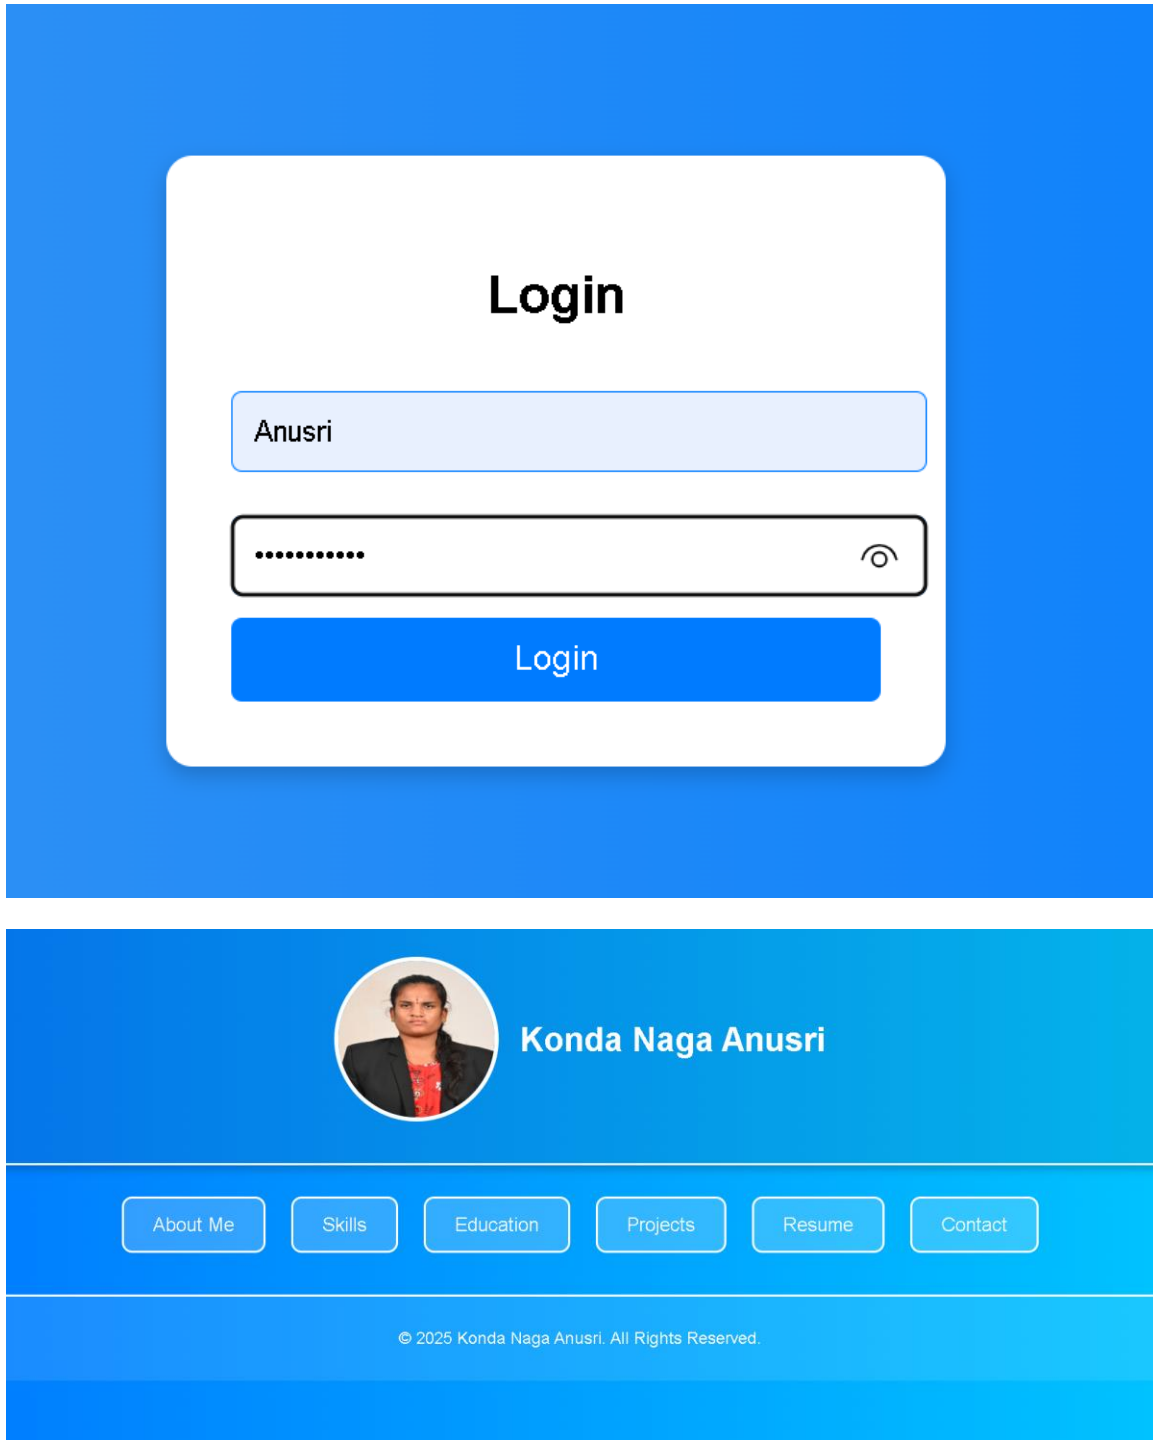 Login
Anusri
•••••••••••
Login
Konda Naga Anusri
About Me Skills Education Projects Resume Contact
© 2025 Konda Naga Anusri. All Rights Reserved.